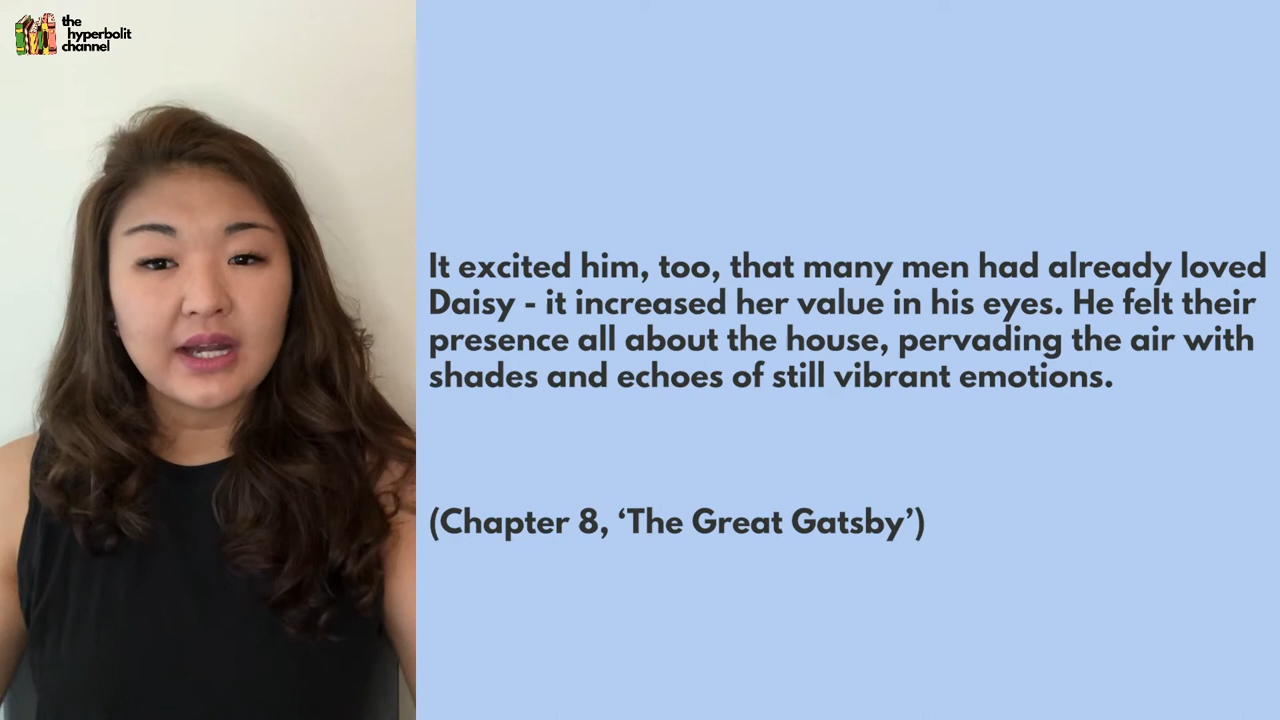 the
hyperbolit
channel
It excited him, too, that many men had already loved
Daisy - it increased her value in his eyes. He felt their
presence all about the house, pervading the air with
shades and echoes of still vibrant emotions.
(Chapter 8, ‘The Great Gatsby’)